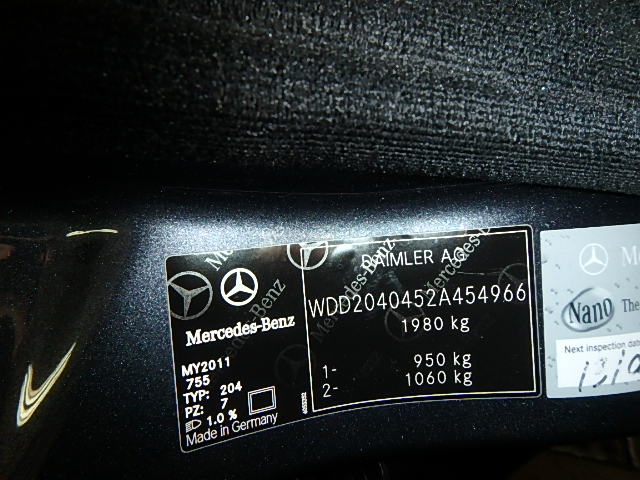 DAIMLER AG
Mercedes-Benz
WDD2040452A454966
1980 kg
1- 950 kg
2- 1060 kg
MY2011
755
TYP: 204
PZ: 7
1.0 %
Made in Germany
Nano The
Next inspection date